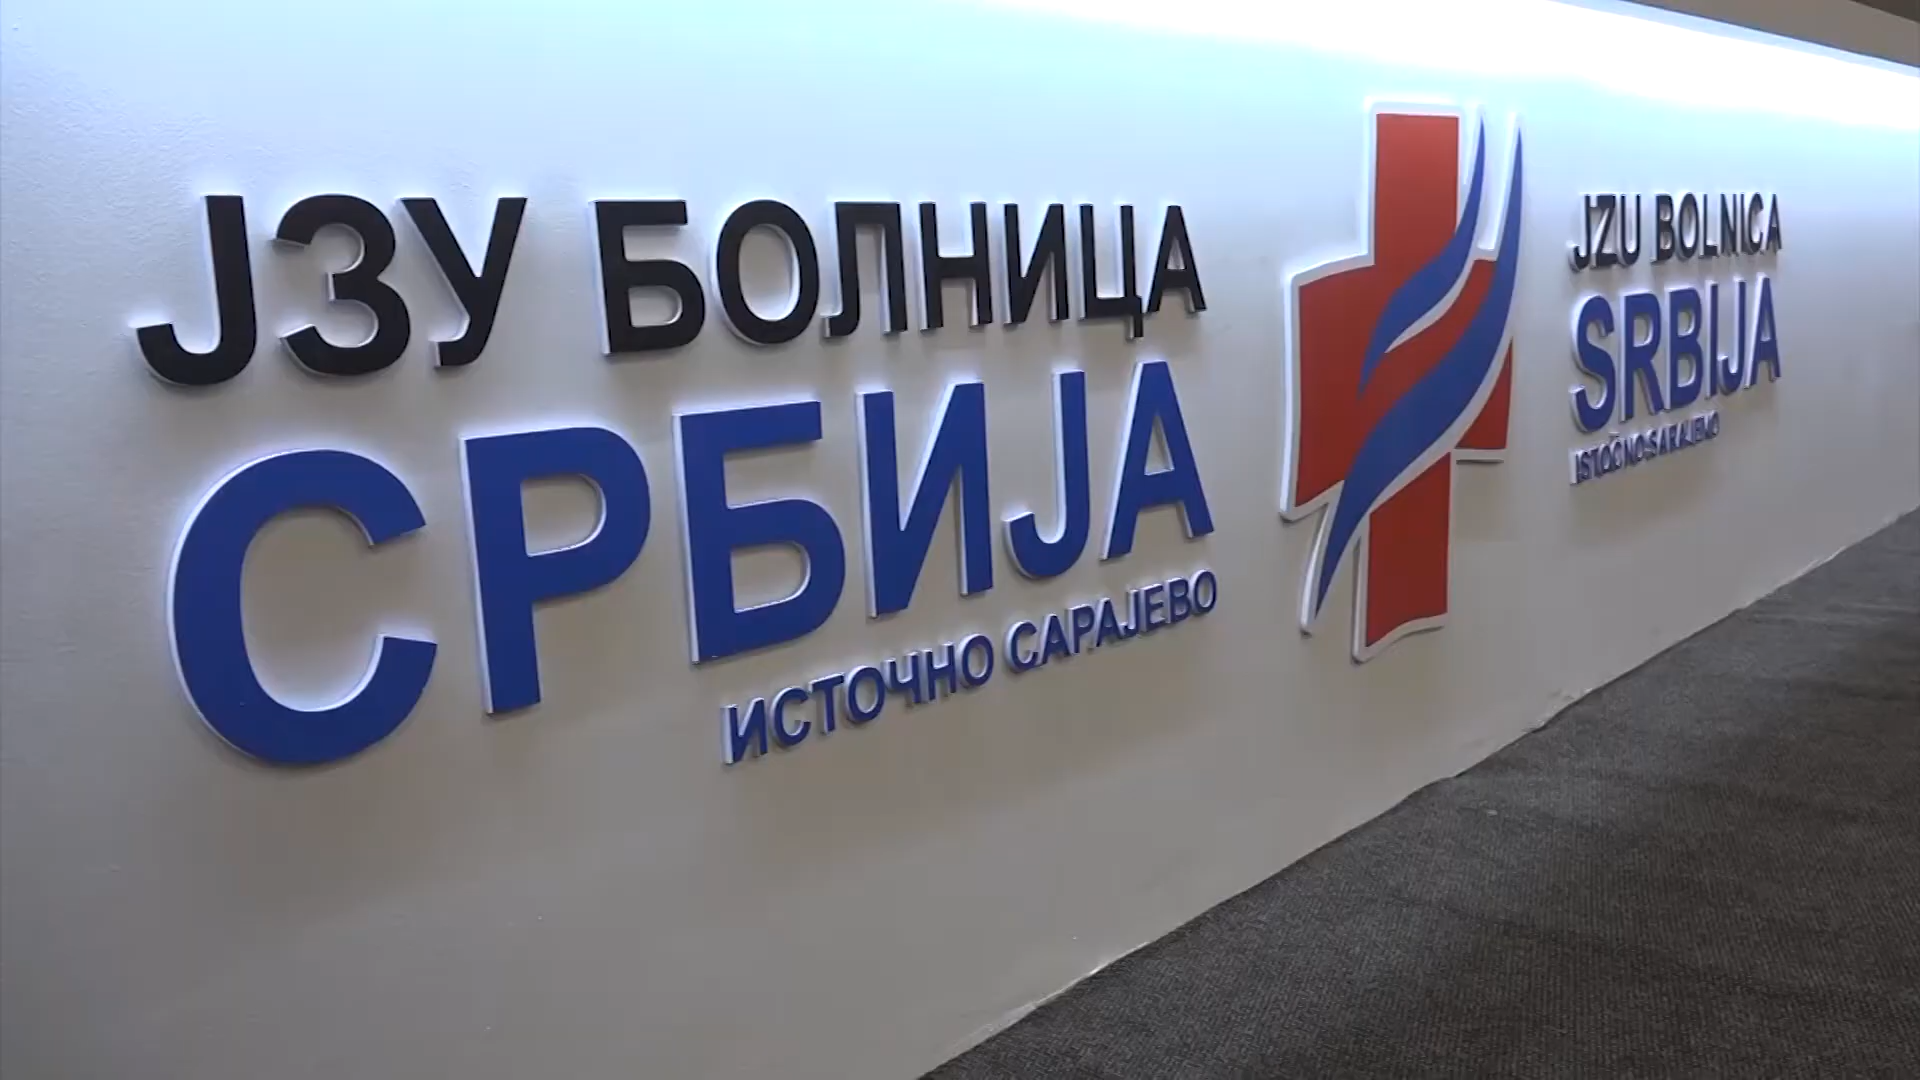 ЈЗУ БОЛНИЦА
СРБИЈА
ИСТОЧНО САРАЈЕВО
JZU BOLNICA
SRBIJA
ISTOČNO SARAJEVO